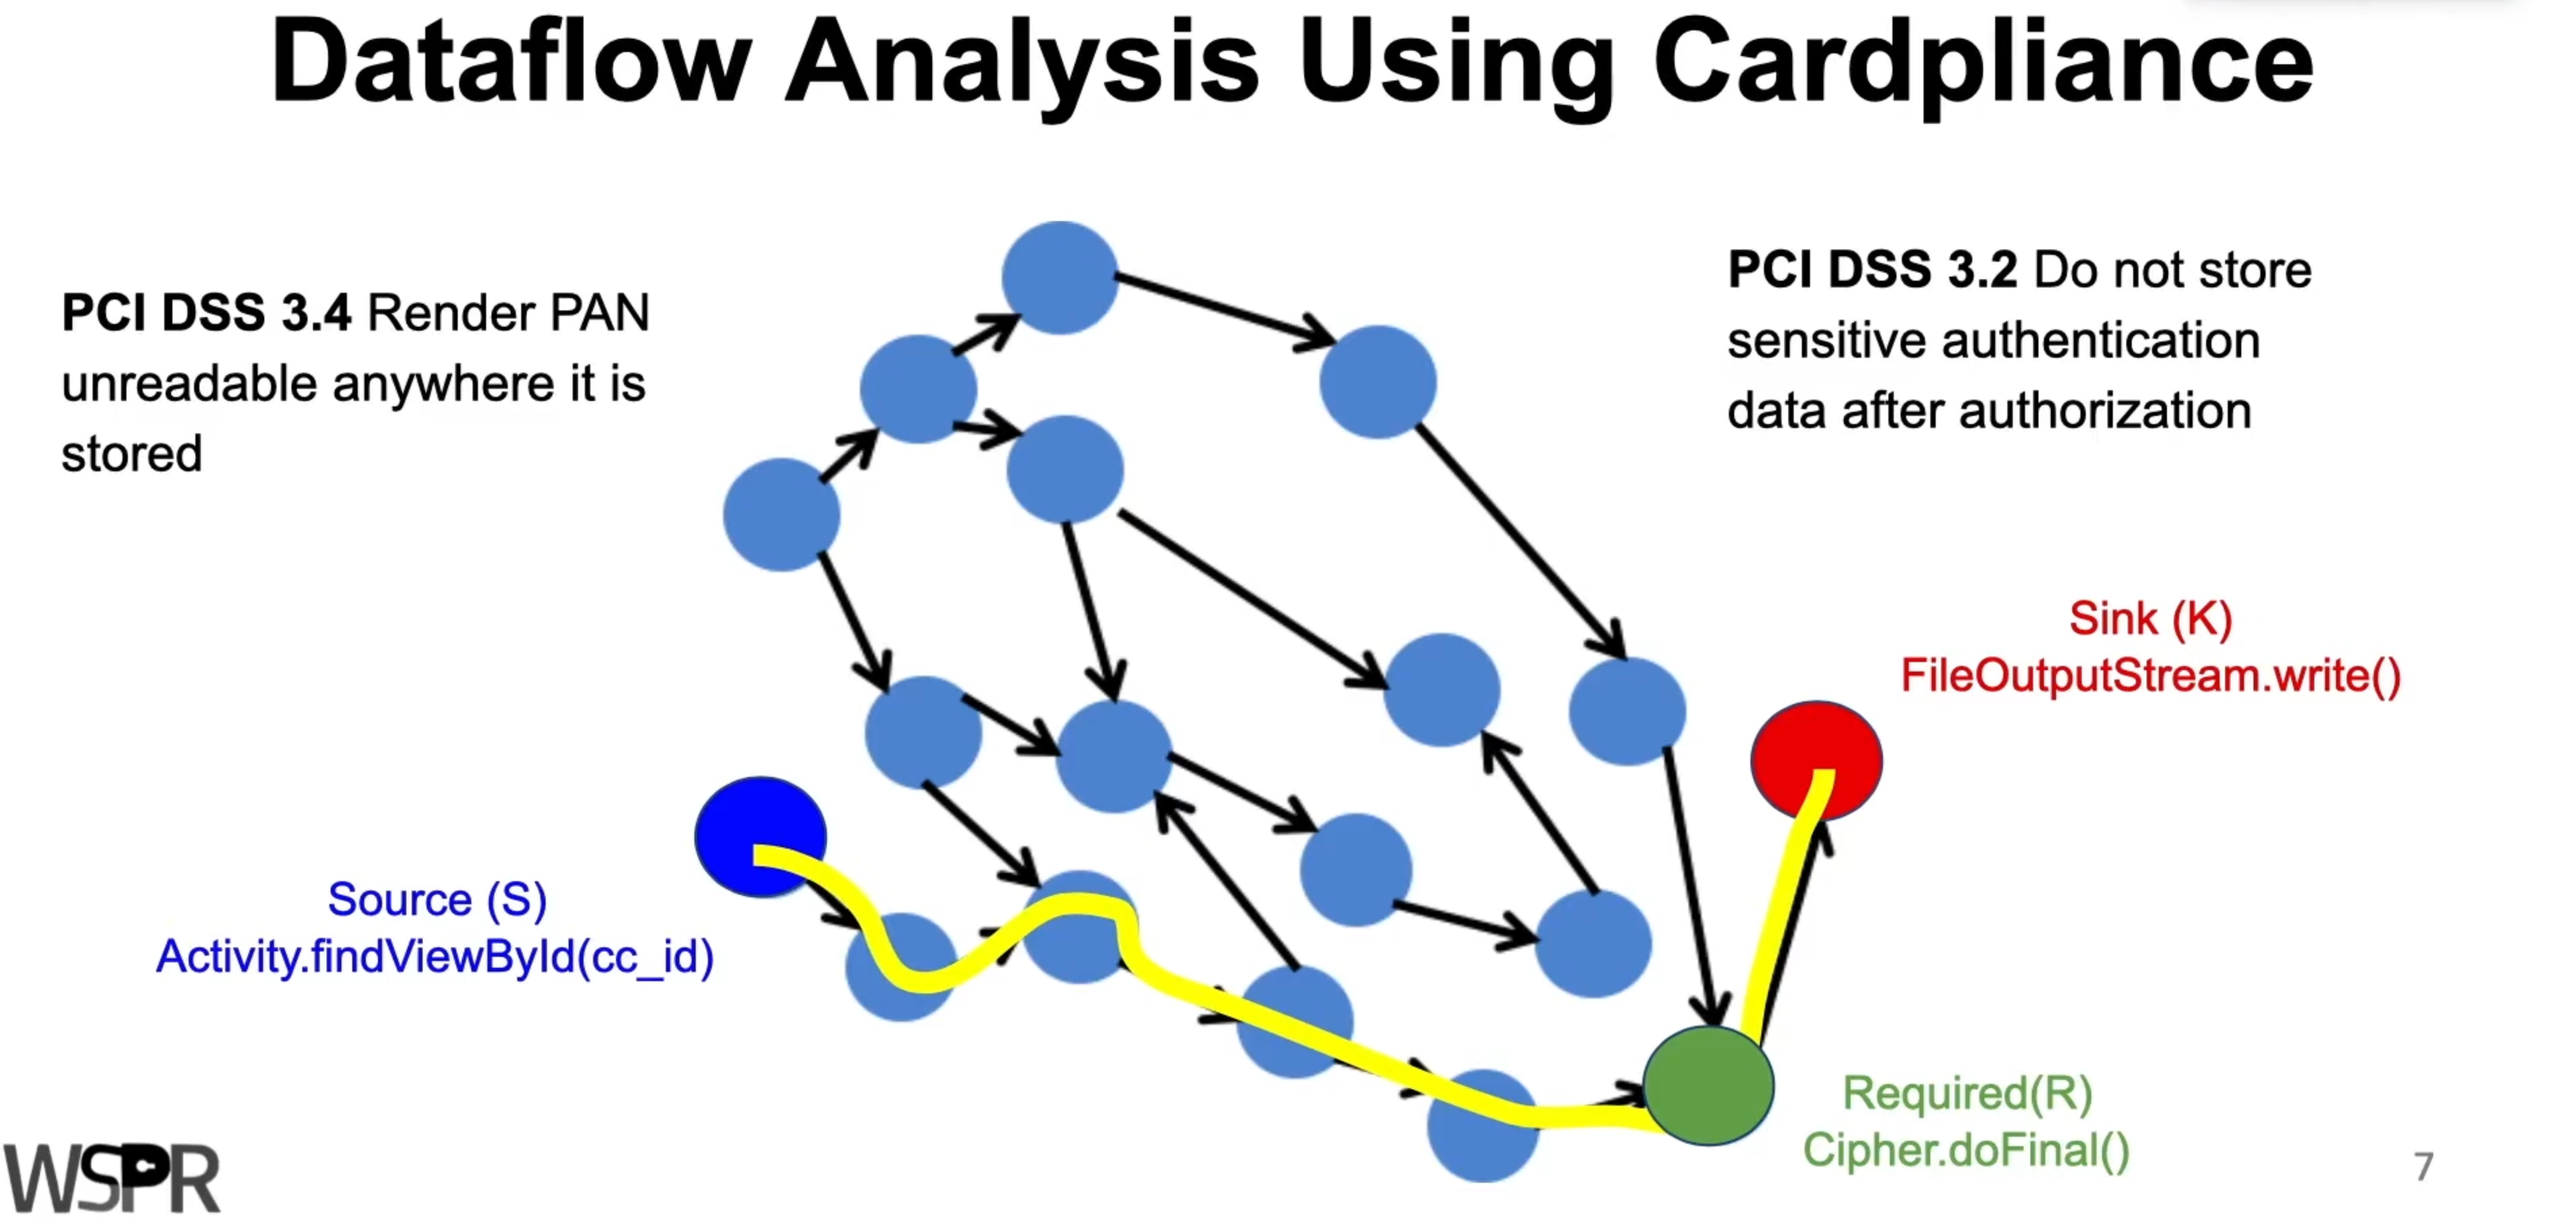 Dataflow Analysis Using Cardpliance
PCI DSS 3.4 Render PAN
unreadable anywhere it is
stored
PCI DSS 3.2 Do not store
sensitive authentication
data after authorization
Sink (K)
FileOutputStream.write()
Source (S)
Activity.findViewById(cc_id)
Required(R)
Cipher.doFinal()
WSPR
7